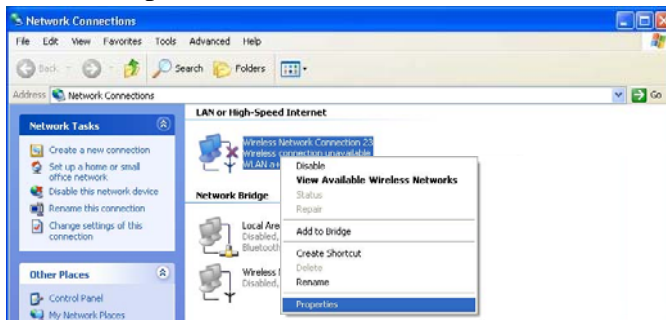 Network Connections
File Edit View Favorites Tools Advanced Help
Back Search Folders
Address Network Connections Go
Network Tasks
Create a new connection
Set up a home or small
office network
Disable this network device
Rename this connection
Change settings of this
connection
Other Places
Control Panel
My Network Places
LAN or High-Speed Internet
Wireless Network Connection 23
Wireless connection unavailable
WLAN a+
Network Bridge
Local Are
Disabled,
Bluetooth
Wireless
Disabled,
Disable
View Available Wireless Networks
Status
Repair
Add to Bridge
Create Shortcut
Delete
Rename
Properties